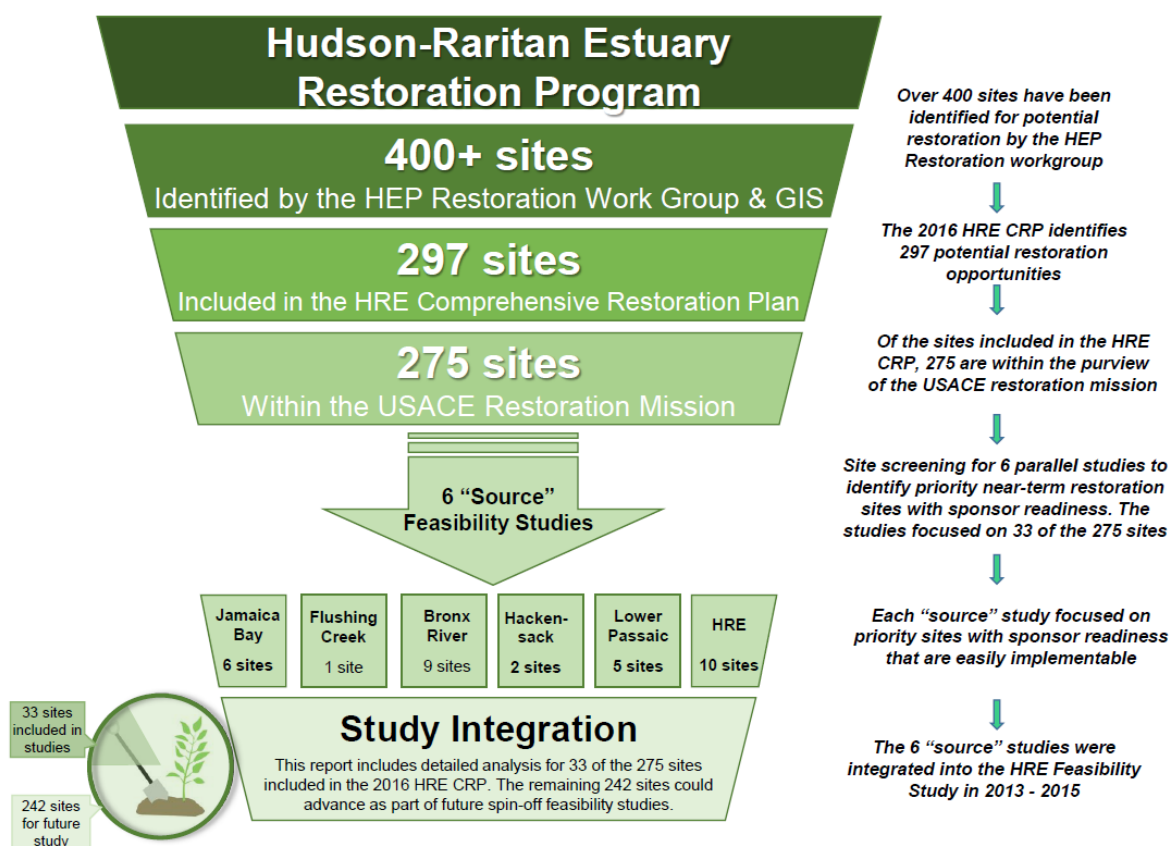 Hudson-Raritan Estuary
Restoration Program
400+ sites
Identified by the HEP Restoration Work Group & GIS
297 sites
Included in the HRE Comprehensive Restoration Plan
275 sites
Within the USACE Restoration Mission
6 “Source”
Feasibility Studies
Jamaica
Bay
6 sites
Flushing
Creek
1 site
Bronx
River
9 sites
Hacken-
sack
2 sites
Lower
Passaic
5 sites
HRE
10 sites
33 sites
included in
studies
242 sites
for future
study
Study Integration
This report includes detailed analysis for 33 of the 275 sites
included in the 2016 HRE CRP. The remaining 242 sites could
advance as part of future spin-off feasibility studies.
Over 400 sites have been
identified for potential
restoration by the HEP
Restoration workgroup
The 2016 HRE CRP identifies
297 potential restoration
opportunities
Of the sites included in the HRE
CRP, 275 are within the purview
of the USACE restoration mission
Site screening for 6 parallel studies to
identify priority near-term restoration
sites with sponsor readiness. The
studies focused on 33 of the 275 sites
Each “source” study focused on
priority sites with sponsor readiness
that are easily implementable
The 6 “source” studies were
integrated into the HRE Feasibility
Study in 2013 - 2015